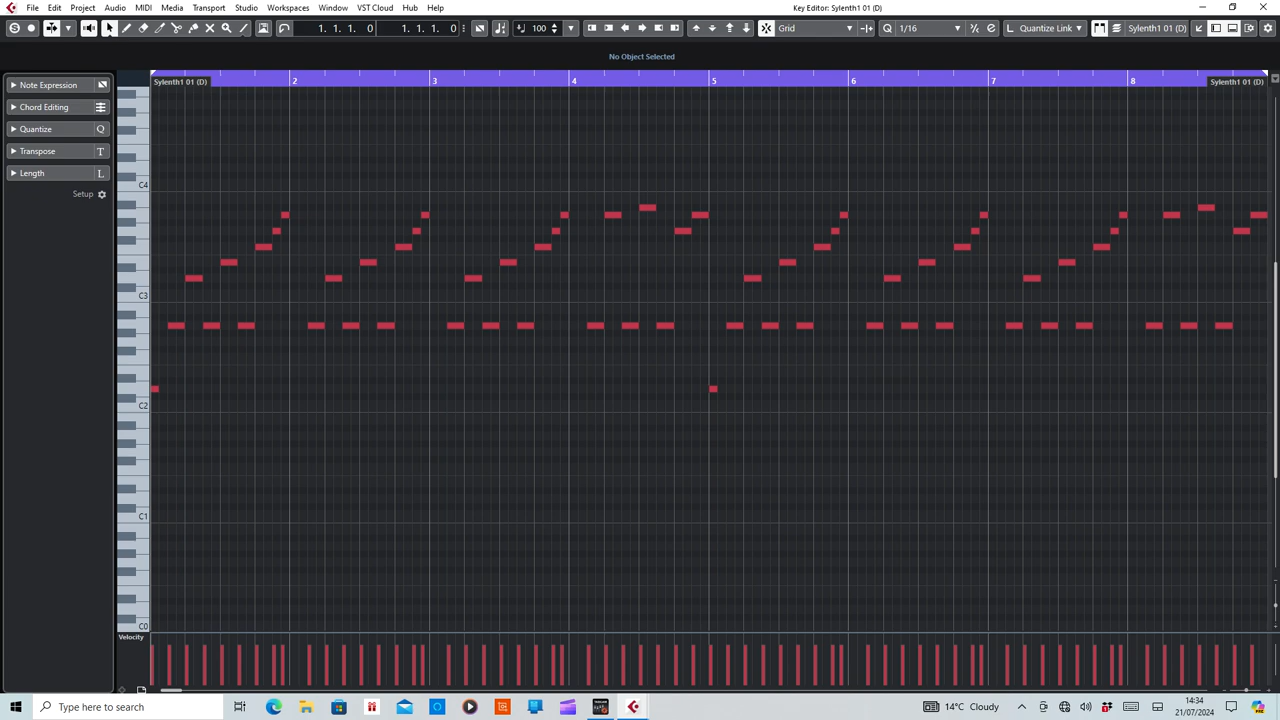 File Edit Project Audio MIDI Media Transport Studio Workspaces Window VST Cloud Hub Help
Key Editor: Sylenth1 01 (D)
1. 1. 1. 0 1. 1. 1. 0 100 Grid 1/16 Quantize Link Sylenth1 01 (D)
No Object Selected
Note Expression
Chord Editing
Quantize Q
Transpose T
Length L
Setup
2 3 4 5 6 7 8
Sylenth1 01 (D) Sylenth1 01 (D)
C4
C3
C2
C1
C0
Velocity
Type here to search
14°C Cloudy
14:34
21/07/2024